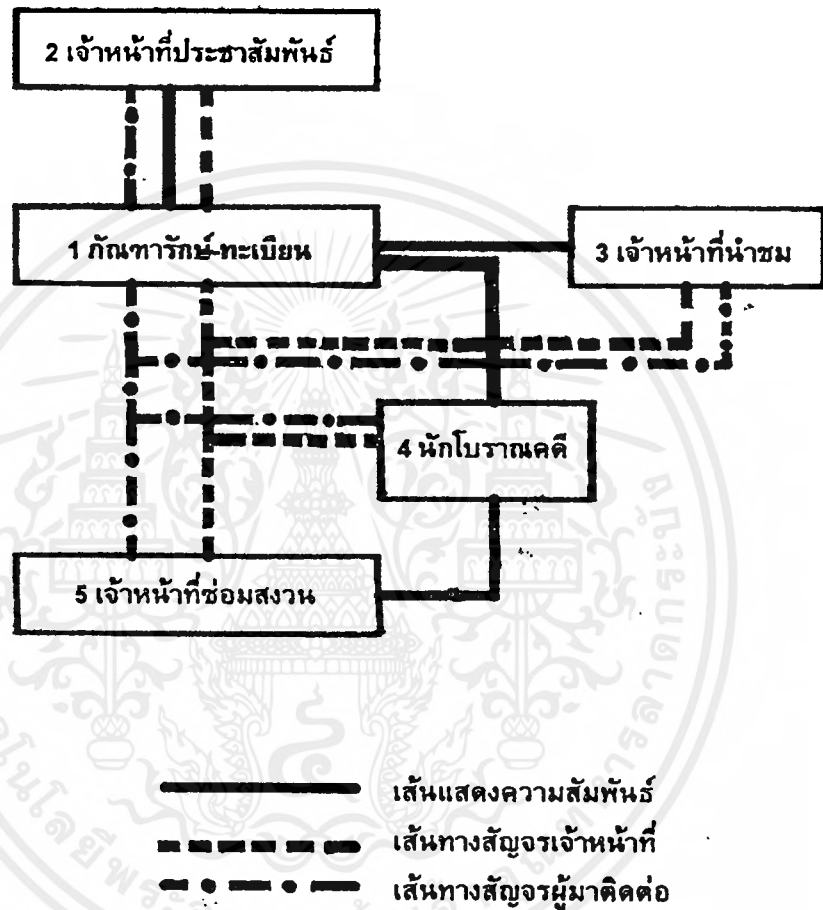 2 เจ้าหน้าที่ประชาสัมพันธ์
1 ภัณฑารักษ์-ทะเบียน
3 เจ้าหน้าที่นำชม
4 นักโบราณคดี
5 เจ้าหน้าที่ซ่อมสงวน
เส้นแสดงความสัมพันธ์
เส้นทางสัญจรเจ้าหน้าที่
เส้นทางสัญจรผู้มาติดต่อ